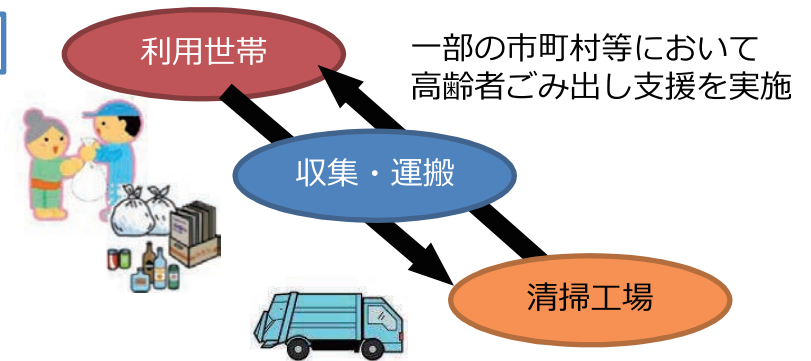 利用世帯
一部の市町村等において
高齢者ごみ出し支援を実施
収集・運搬
清掃工場